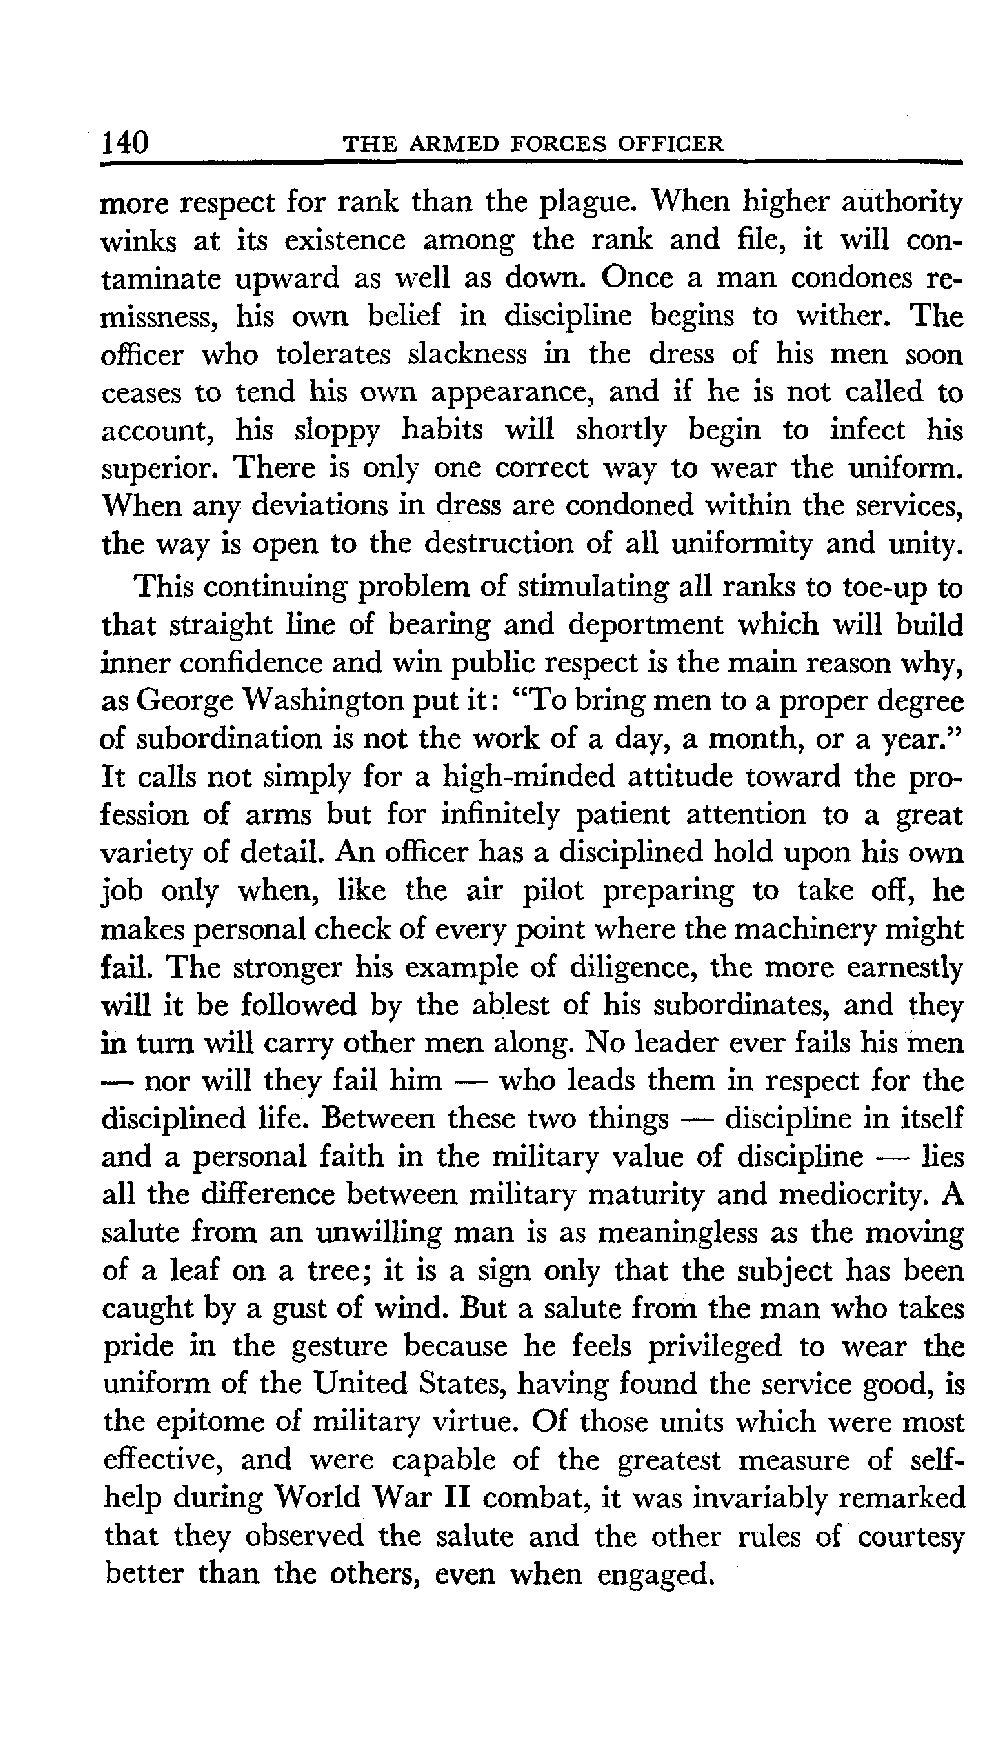 140 THE ARMED FORCES OFFICER
more respect for rank than the plague. When higher authority
winks at its existence among the rank and file, it will con-
taminate upward as well as down. Once a man condones re-
missness, his own belief in discipline begins to wither. The
officer who tolerates slackness in the dress of his men soon
ceases to tend his own appearance, and if he is not called to
account, his sloppy habits will shortly begin to infect his
superior. There is only one correct way to wear the uniform.
When any deviations in dress are condoned within the services,
the way is open to the destruction of all uniformity and unity.
This continuing problem of stimulating all ranks to toe-up to
that straight line of bearing and deportment which will build
inner confidence and win public respect is the main reason why,
as George Washington put it: “To bring men to a proper degree
of subordination is not the work of a day, a month, or a year.”
It calls not simply for a high-minded attitude toward the pro-
fession of arms but for infinitely patient attention to a great
variety of detail. An officer has a disciplined hold upon his own
job only when, like the air pilot preparing to take off, he
makes personal check of every point where the machinery might
fail. The stronger his example of diligence, the more earnestly
will it be followed by the ablest of his subordinates, and they
in turn will carry other men along. No leader ever fails his men
— nor will they fail him — who leads them in respect for the
disciplined life. Between these two things — discipline in itself
and a personal faith in the military value of discipline — lies
all the difference between military maturity and mediocrity. A
salute from an unwilling man is as meaningless as the moving
of a leaf on a tree; it is a sign only that the subject has been
caught by a gust of wind. But a salute from the man who takes
pride in the gesture because he feels privileged to wear the
uniform of the United States, having found the service good, is
the epitome of military virtue. Of those units which were most
effective, and were capable of the greatest measure of self-
help during World War II combat, it was invariably remarked
that they observed the salute and the other rules of courtesy
better than the others, even when engaged.